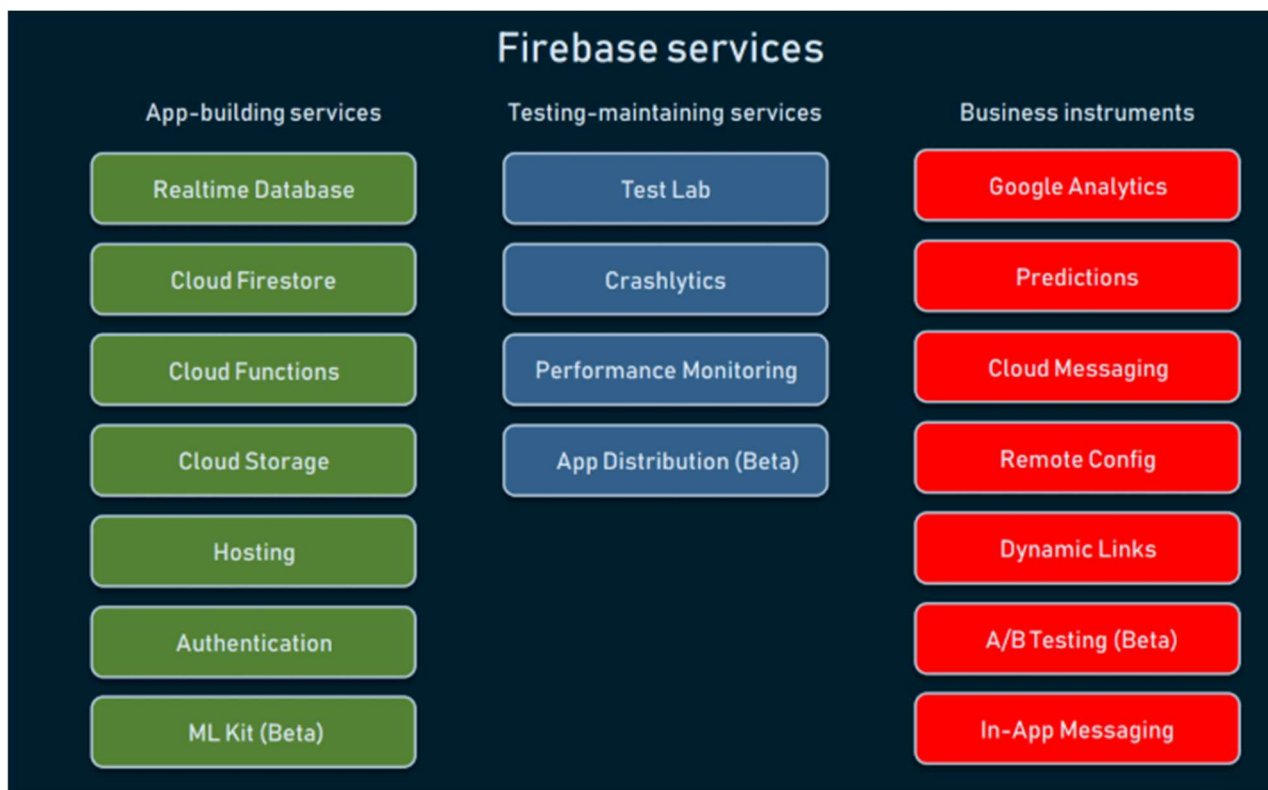 Firebase services
App-building services
Realtime Database
Cloud Firestore
Cloud Functions
Cloud Storage
Hosting
Authentication
ML Kit (Beta)
Testing-maintaining services
Test Lab
Crashlytics
Performance Monitoring
App Distribution (Beta)
Business instruments
Google Analytics
Predictions
Cloud Messaging
Remote Config
Dynamic Links
A/B Testing (Beta)
In-App Messaging